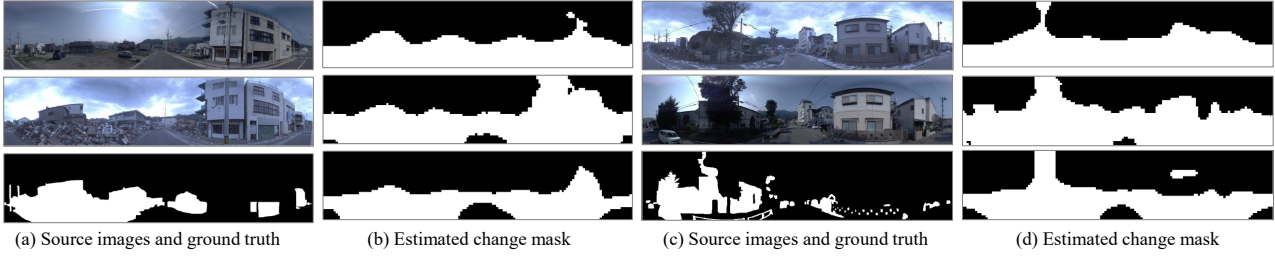 (a) Source images and ground truth
(b) Estimated change mask
(c) Source images and ground truth
(d) Estimated change mask